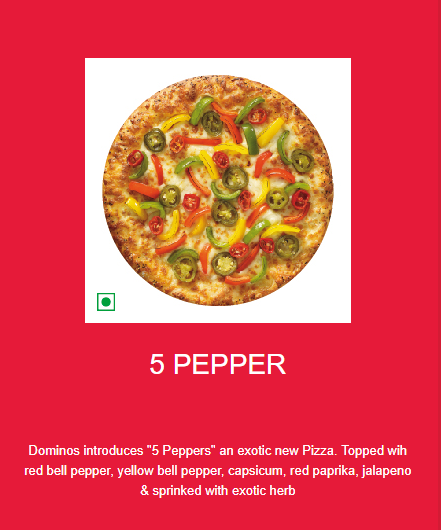 5 PEPPER
Dominos introduces "5 Peppers" an exotic new Pizza. Topped wih
red bell pepper, yellow bell pepper, capsicum, red paprika, jalapeno
& sprinked with exotic herb